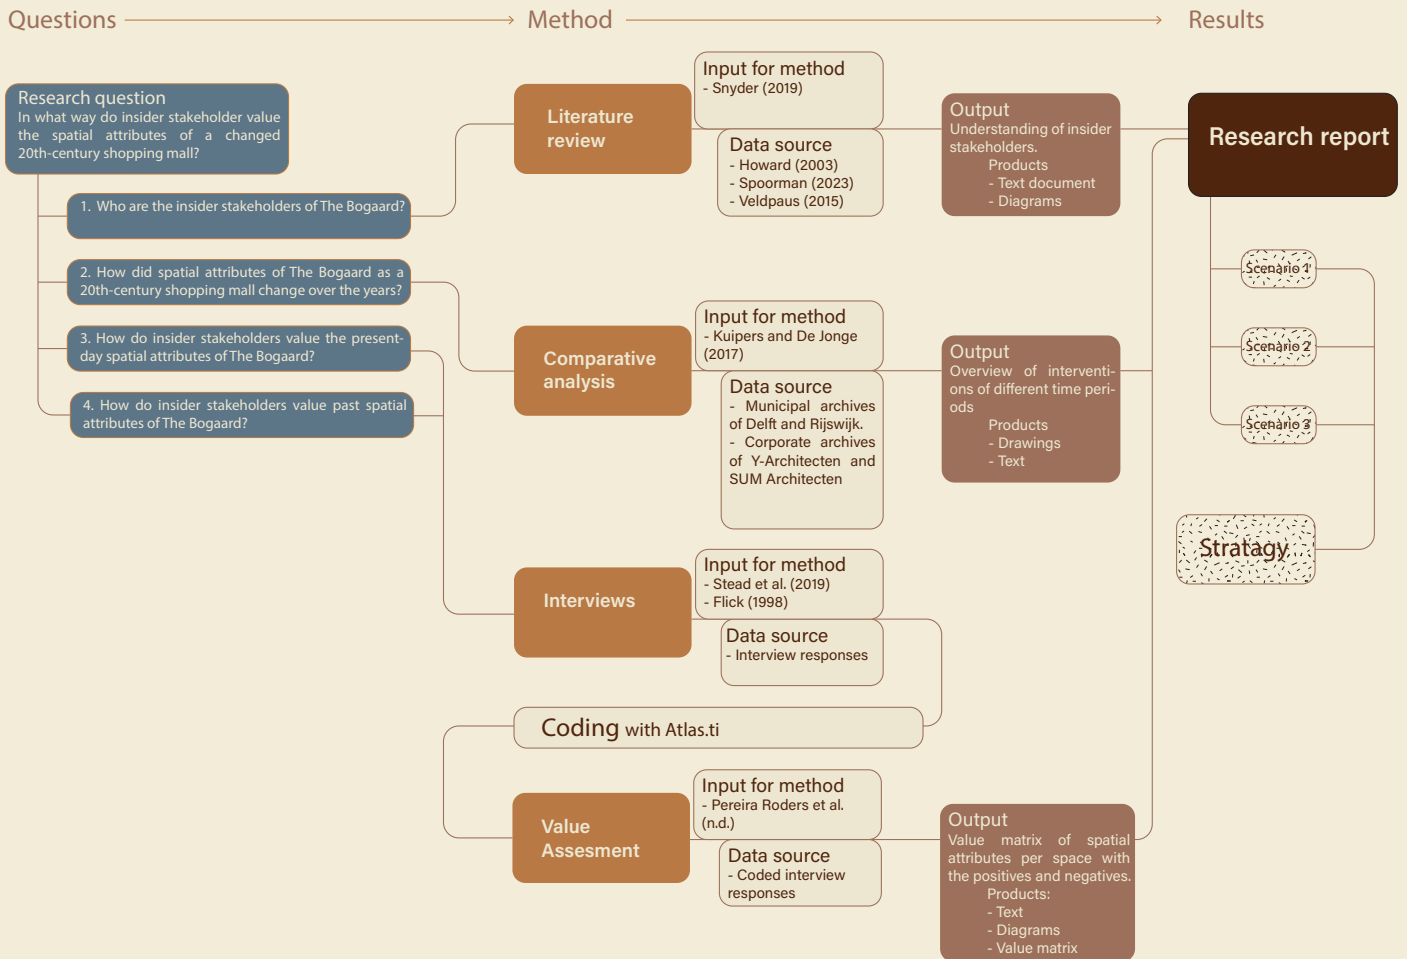 Questions
Method
Results
Research question
In what way do insider stakeholder value
the spatial attributes of a changed
20th-century shopping mall?
1. Who are the insider stakeholders of The Bogaard?
2. How did spatial attributes of The Bogaard as a
20th-century shopping mall change over the years?
3. How do insider stakeholders value the present-
day spatial attributes of The Bogaard?
4. How do insider stakeholders value past spatial
attributes of The Bogaard?
Literature
review
Input for method
- Snyder (2019)
Data source
- Howard (2003)
- Spoorman (2023)
- Veldpaus (2015)
Output
Understanding of insider
stakeholders.
Products
- Text document
- Diagrams
Comparative
analysis
Input for method
- Kuipers and De Jonge
(2017)
Data source
- Municipal archives
of Delft and Rijswijk.
- Corporate archives
of Y-Architecten and
SUM Architecten
Output
Overview of interventi-
ons of different time peri-
ods
Products
- Drawings
- Text
Interviews
Input for method
- Stead et al. (2019)
- Flick (1998)
Data source
- Interview responses
Coding with Atlas.ti
Value
Assesment
Input for method
- Pereira Roders et al.
(n.d.)
Data source
- Coded interview
responses
Output
Value matrix of spatial
attributes per space with
the positives and negatives.
Products:
- Text
- Diagrams
- Value matrix
Research report
Scenario 1
Scenario 2
Scenario 3
Stratagy